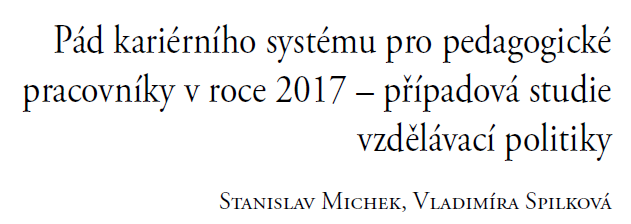 Pád kariérního systému pro pedagogické
pracovníky v roce 2017 – případová studie
vzdělávací politiky
Stanislav Michek, Vladimíra Spilková